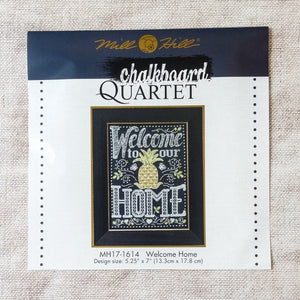 Mill Hill
chalkboard
QUARTET
Welcome
to our
HOME
MH17-1614 Welcome Home
Design size: 5.25" x 7" (13.3cm x 17.8 cm)